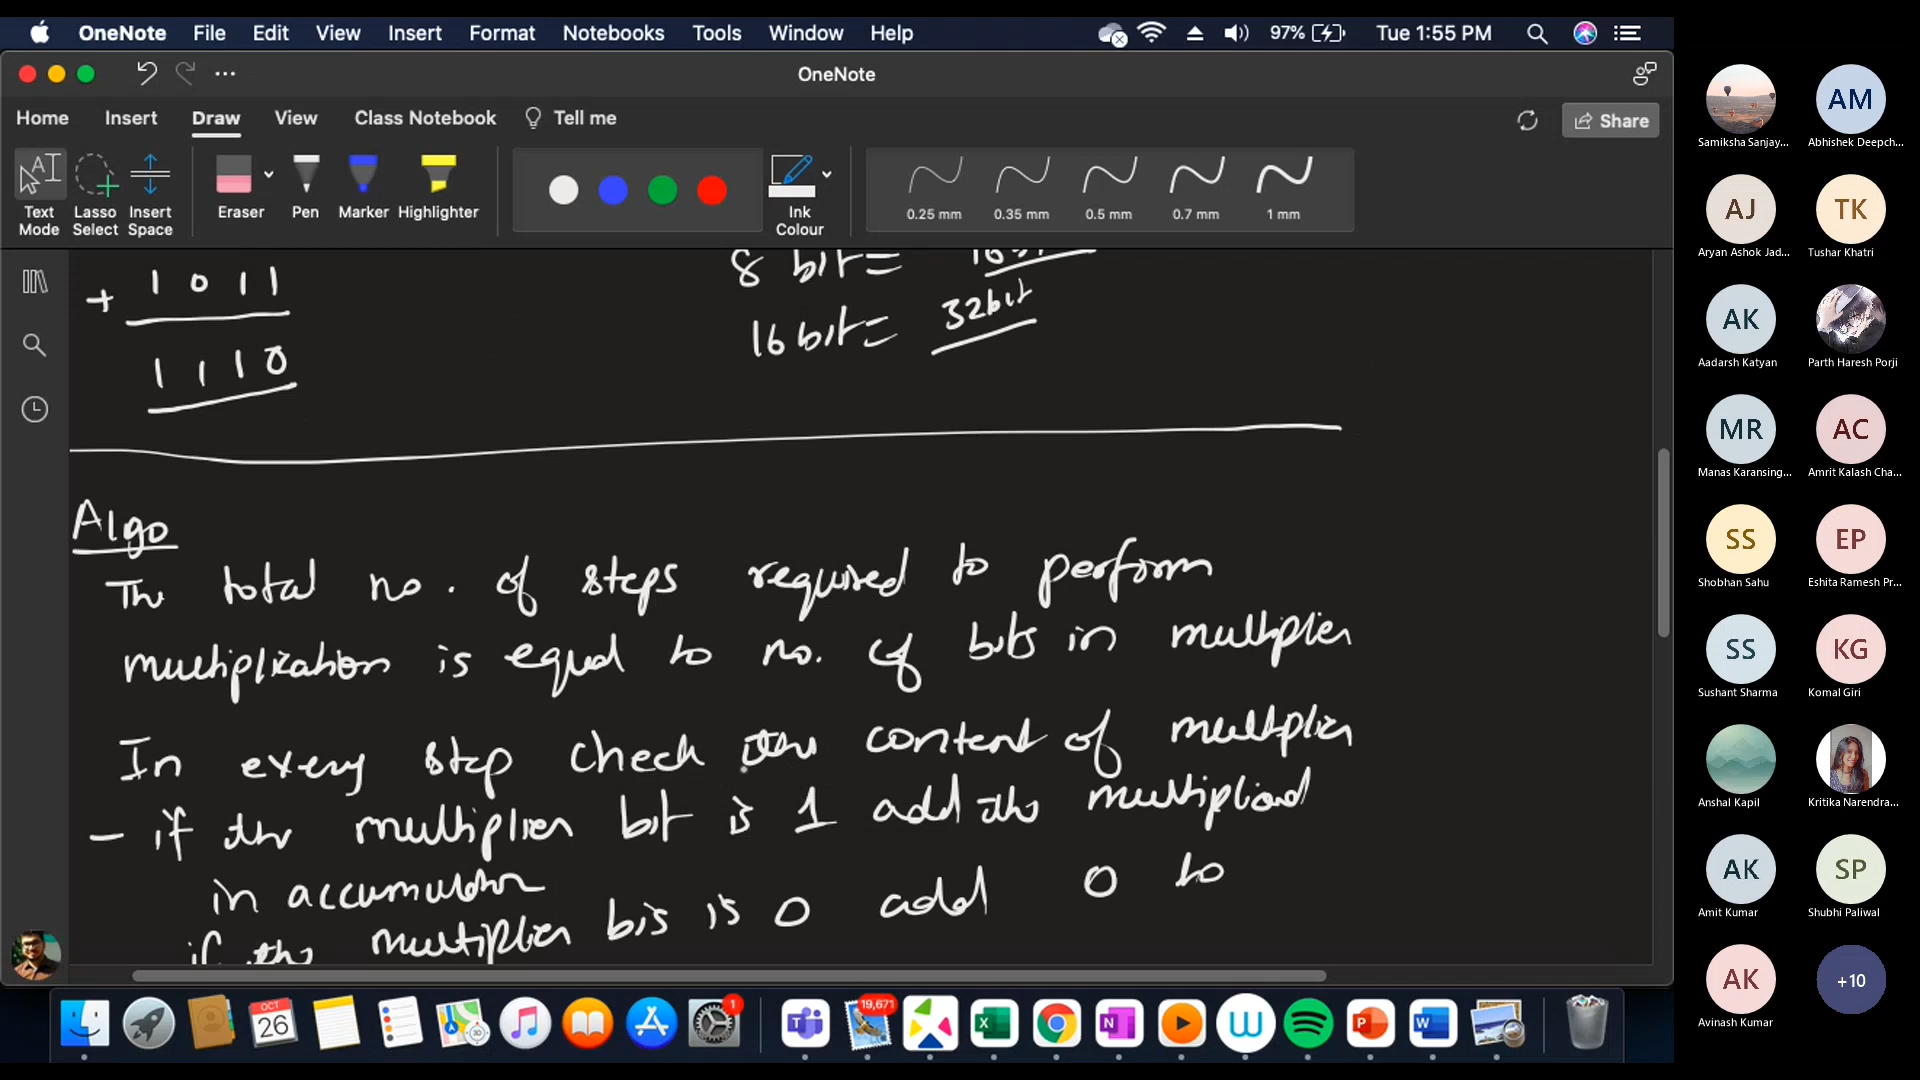 OneNote File Edit View Insert Format Notebooks Tools Window Help 97% Tue 1:55 PM
OneNote
Home Insert Draw View Class Notebook Tell me Share
Text Mode
Lasso Select
Insert Space
Eraser
Pen
Marker
Highlighter
Ink Colour
0.25 mm
0.35 mm
0.5 mm
0.7 mm
1 mm
1 0 1 1
+
1 1 1 0
8 bit =
16 bit = 32bit
Algo
The total no. of steps required to perform
multiplication is equal to no. of bits in multiplier
In every step check the content of multiplier
- if the multiplier bit is 1 add the multipliand
in accumulator
if the multiplier bis is 0 add 0 to
OCT
26
1
19,671
Samiksha Sanjay...
AM
Abhishek Deepch...
AJ
Aryan Ashok Jad...
TK
Tushar Khatri
AK
Aadarsh Katyan
Parth Haresh Porji
MR
Manas Karansing...
AC
Amrit Kalash Cha...
SS
Shobhan Sahu
EP
Eshita Ramesh Pr...
SS
Sushant Sharma
KG
Komal Giri
Anshal Kapil
Kritika Narendra...
AK
Amit Kumar
SP
Shubhi Paliwal
AK
Avinash Kumar
+10